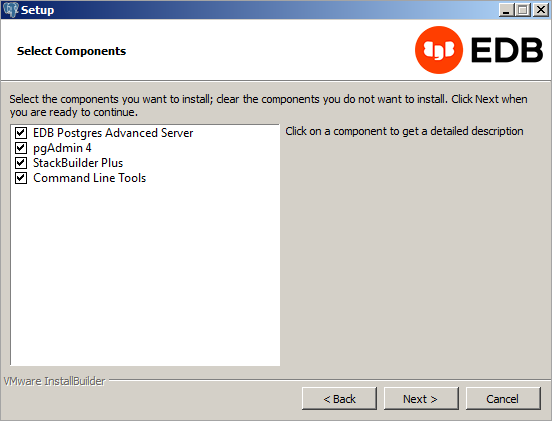 Setup
Select Components
EDB
Select the components you want to install; clear the components you do not want to install. Click Next when
you are ready to continue.
EDB Postgres Advanced Server
pgAdmin 4
StackBuilder Plus
Command Line Tools
Click on a component to get a detailed description
VMware InstallBuilder
< Back
Next >
Cancel